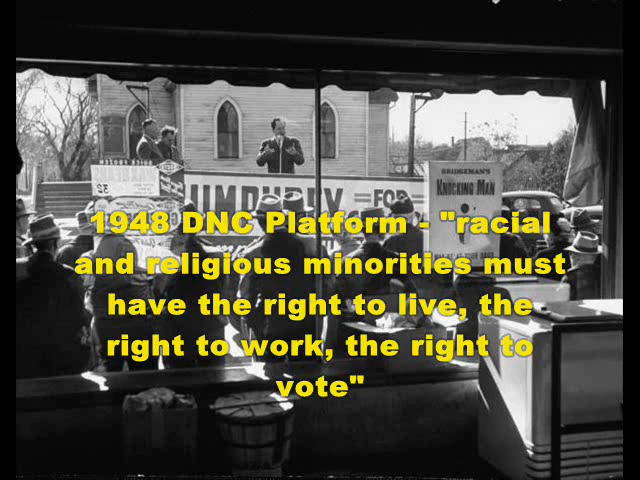 HUMPHREY =FOR
BRIDGEMAN'S
KNOCKING MAN
1948 DNC Platform - "racial
and religious minorities must
have the right to live, the
right to work, the right to
vote"